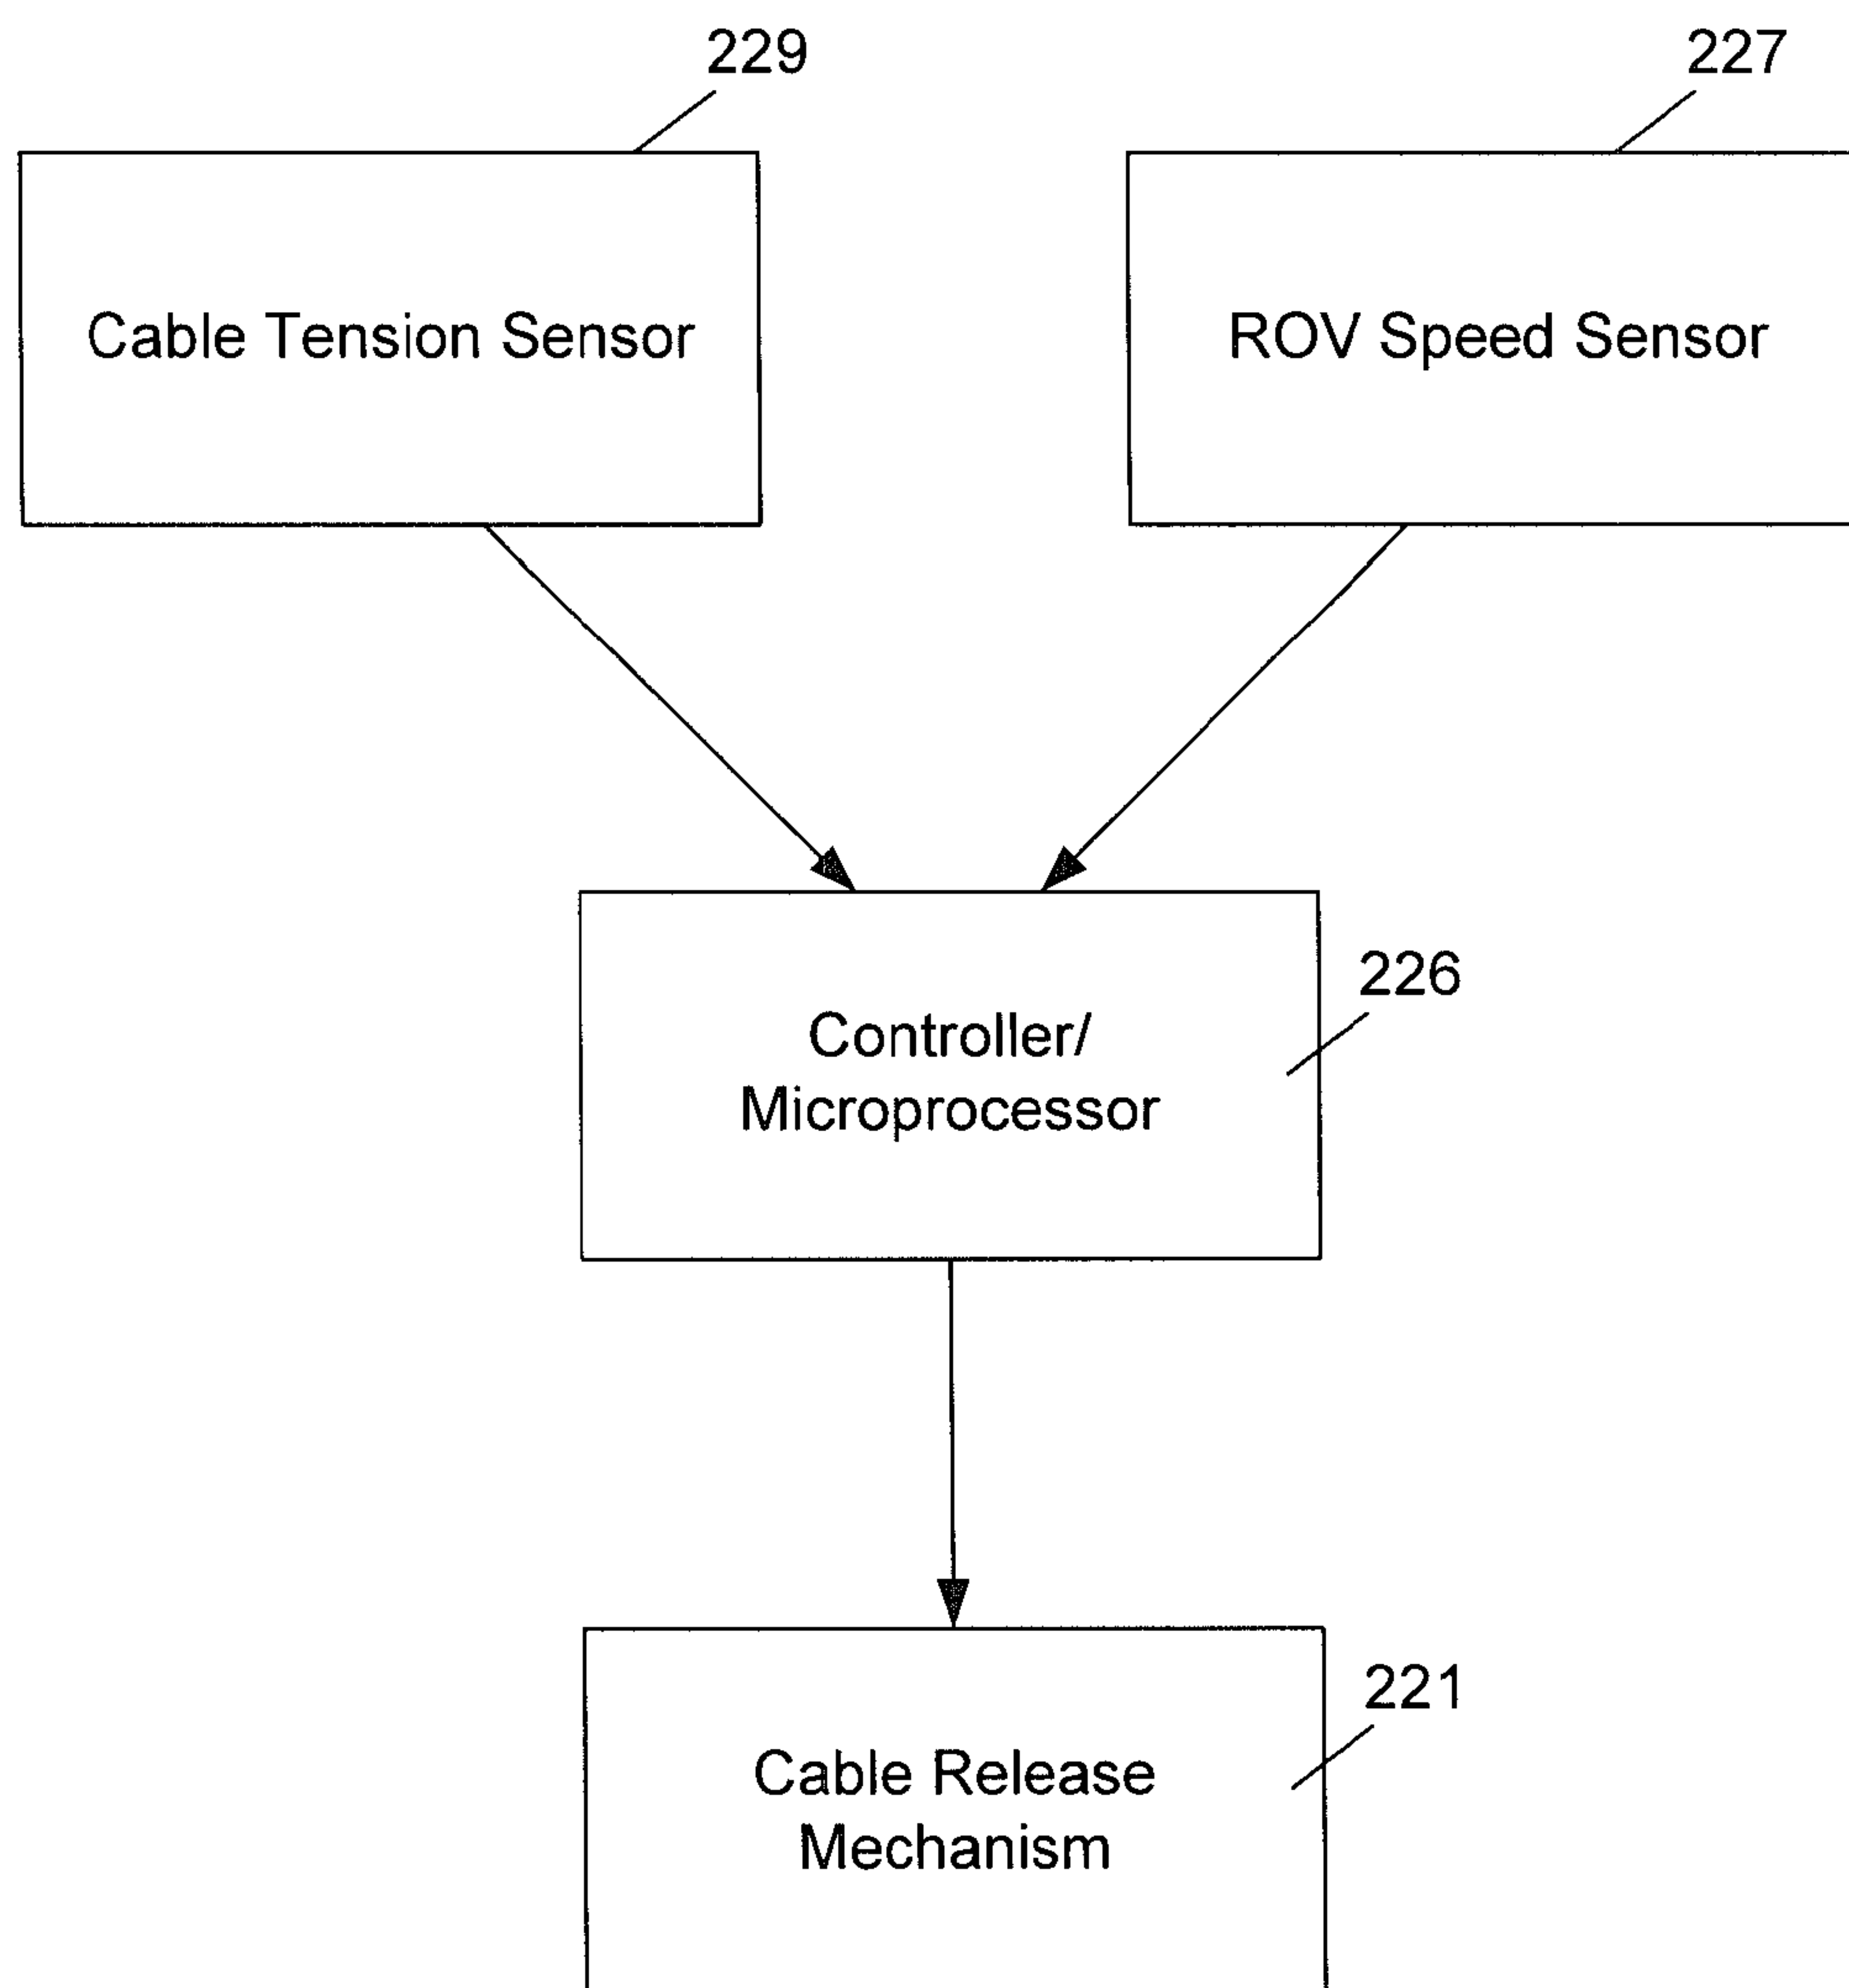 229
227
Cable Tension Sensor
ROV Speed Sensor
226
Controller/
Microprocessor
221
Cable Release
Mechanism